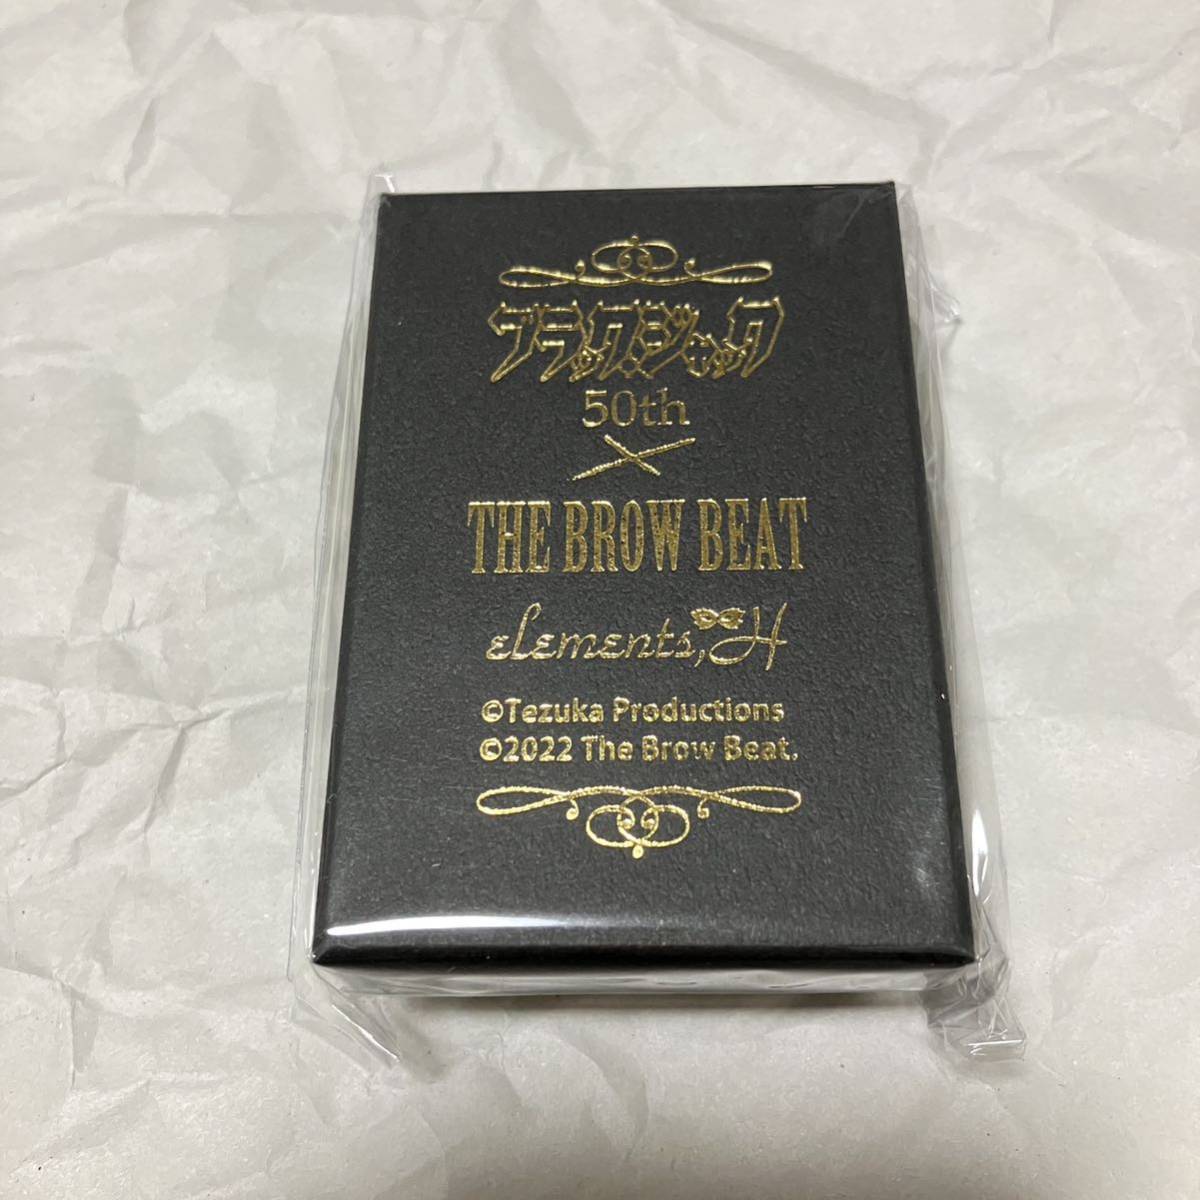 ブラック・ジャック
50th
×
THE BROW BEAT
elements,H
©Tezuka Productions
©2022 The Brow Beat.